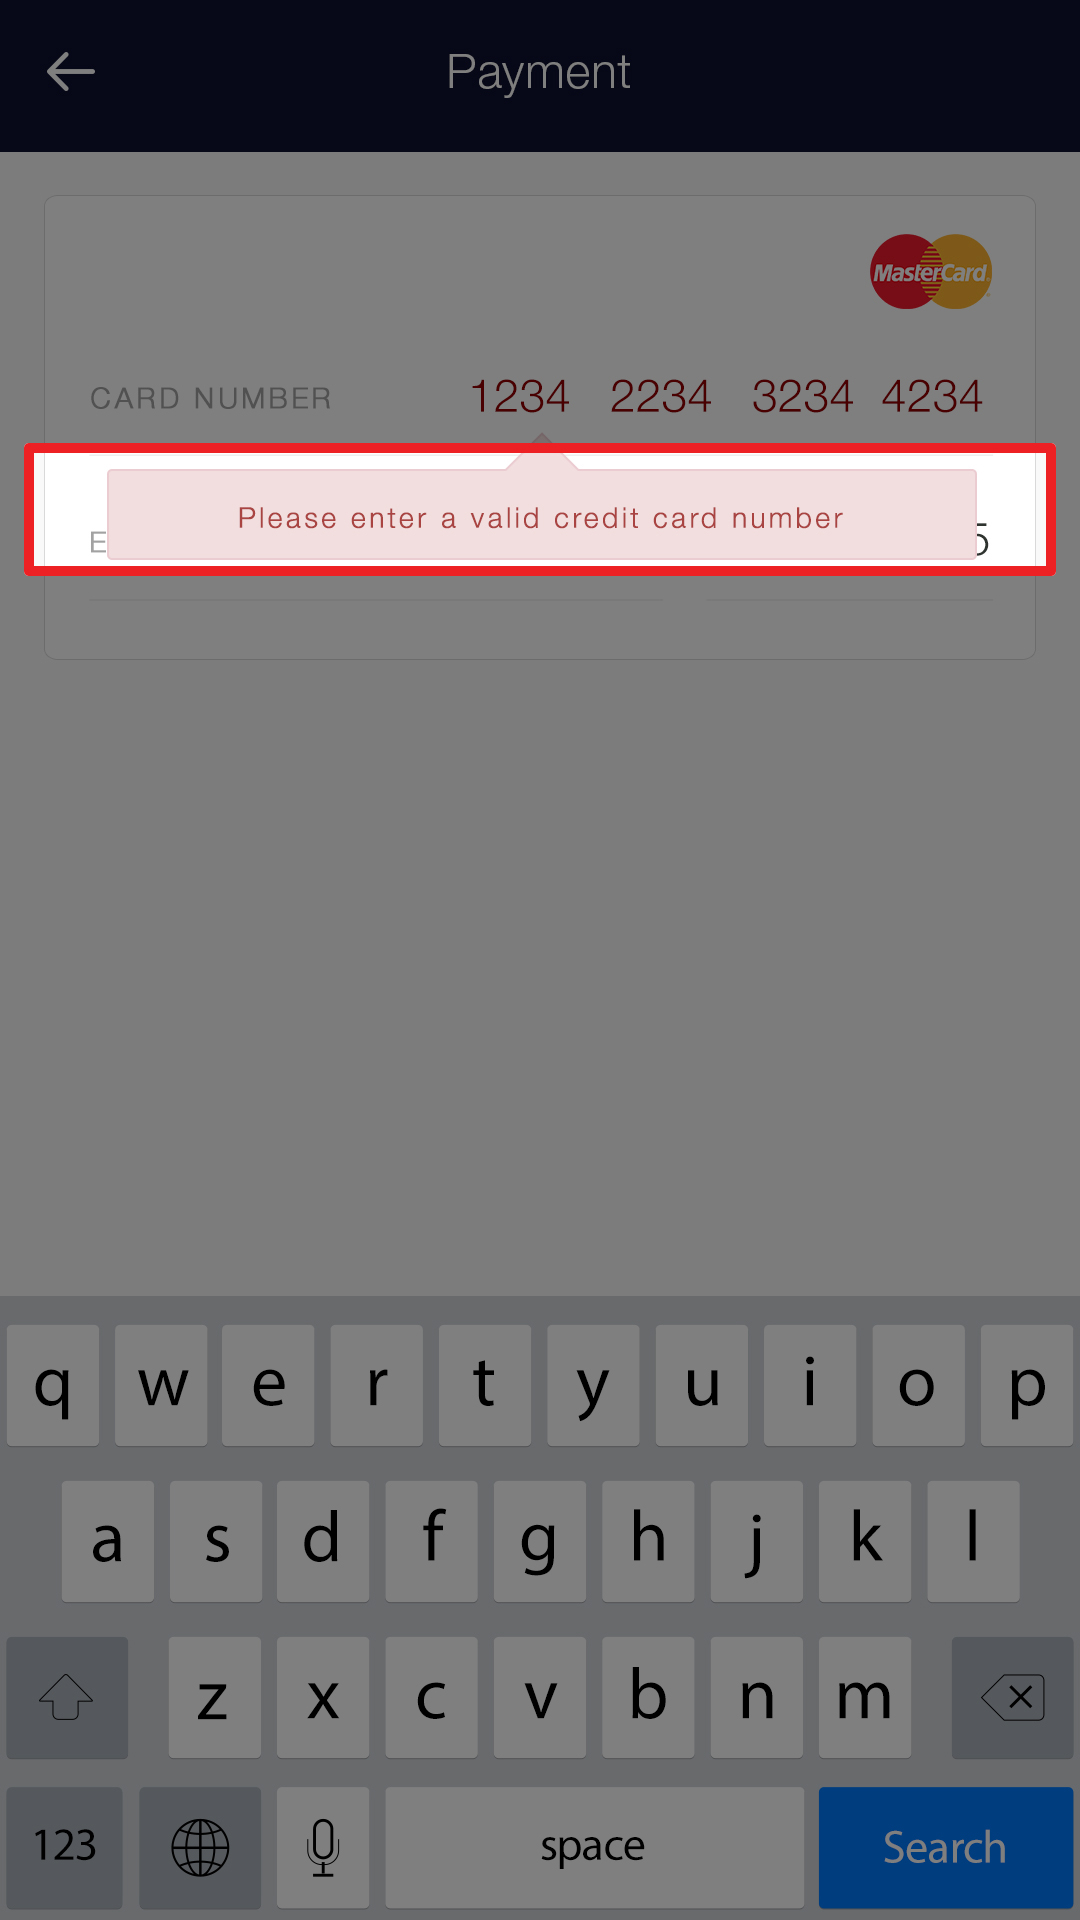 Payment
MasterCard
CARD NUMBER 1234 2234 3234 4234
Please enter a valid credit card number
E 5
q w e r t y u i o p
a s d f g h j k l
z x c v b n m
123 space Search